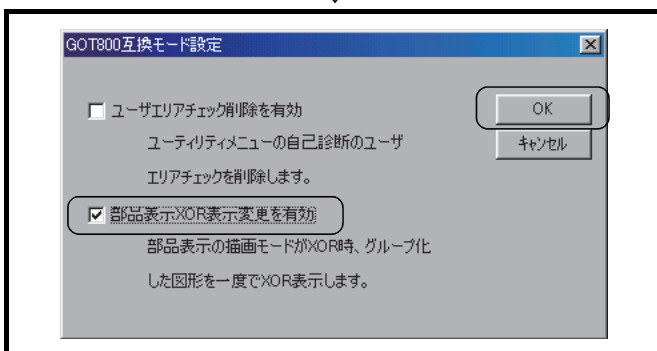 GOT800互換モード設定
ユーザエリアチェック削除を有効
OK
ユーティリティメニューの自己診断のユーザ
キャンセル
エリアチェックを削除します。
部品表示XOR表示変更を有効
部品表示の描画モードがXOR時、グループ化
した図形を一度でXOR表示します。